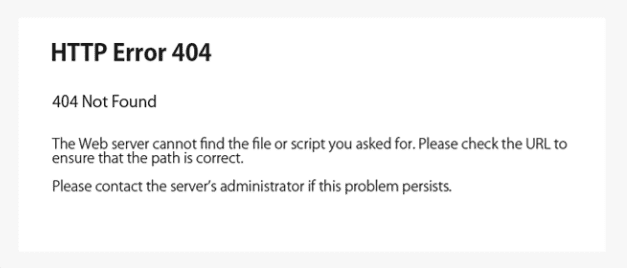 HTTP Error 404
404 Not Found
The Web server cannot find the file or script you asked for. Please check the URL to
ensure that the path is correct.
Please contact the server's administrator if this problem persists.